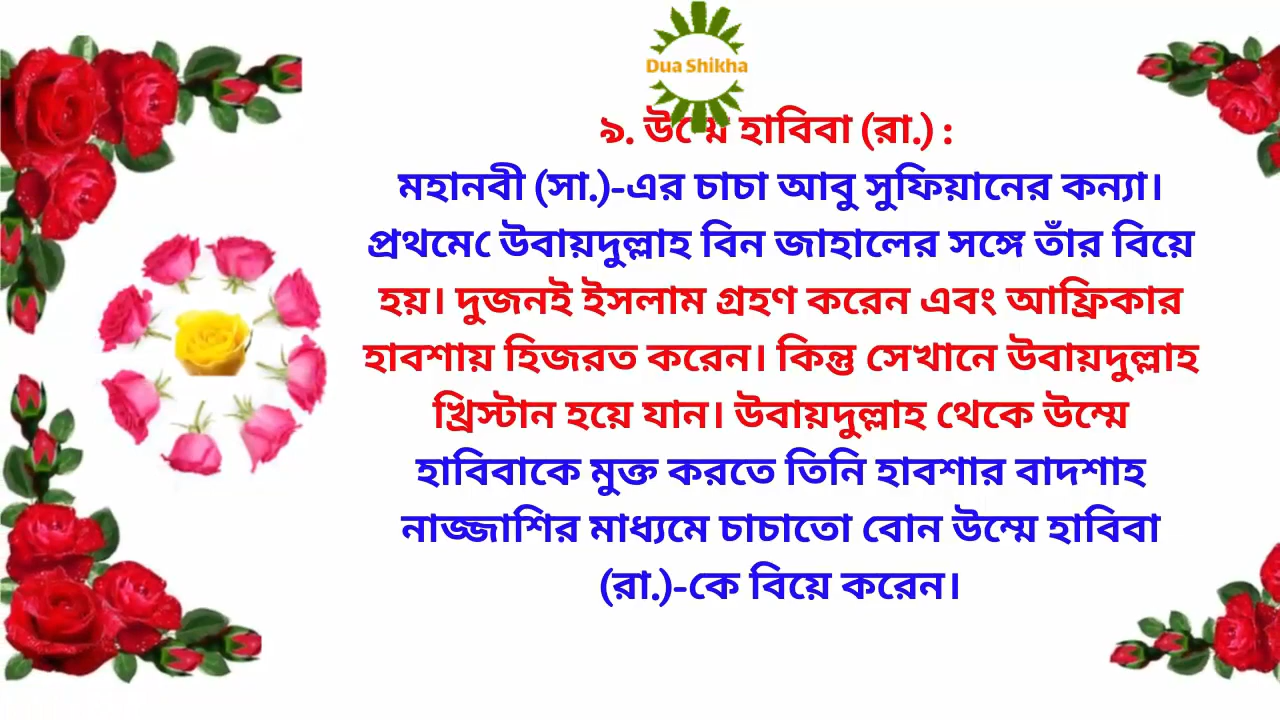 Dua Shikha
৯. উম্মে হাবিবা (রা.) :
মহানবী (সা.)-এর চাচা আবু সুফিয়ানের কন্যা।
প্রথমে উবায়দুল্লাহ বিন জাহালের সঙ্গে তাঁর বিয়ে
হয়। দুজনই ইসলাম গ্রহণ করেন এবং আফ্রিকার
হাবশায় হিজরত করেন। কিন্তু সেখানে উবায়দুল্লাহ
খ্রিস্টান হয়ে যান। উবায়দুল্লাহ থেকে উম্মে
হাবিবাকে মুক্ত করতে তিনি হাবশার বাদশাহ
নাজ্জাশির মাধ্যমে চাচাতো বোন উম্মে হাবিবা
(রা.)-কে বিয়ে করেন।